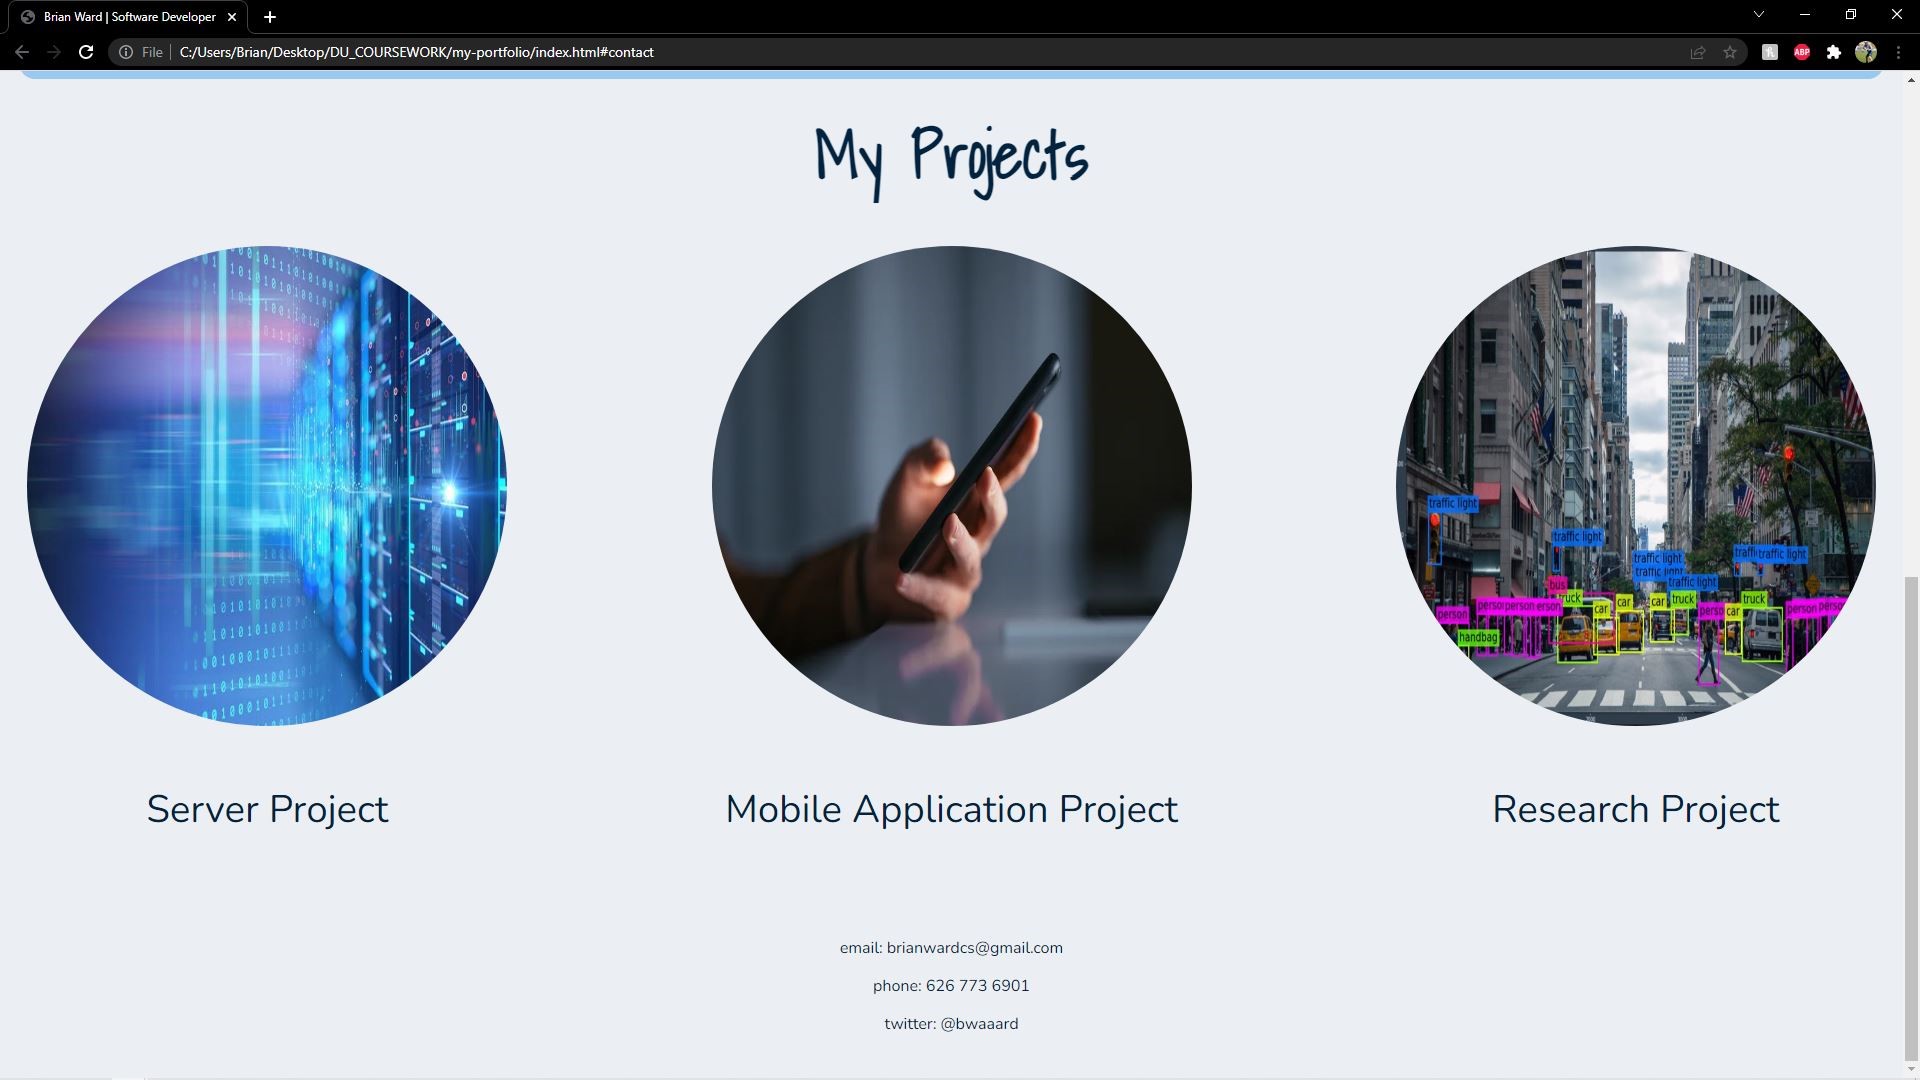 Brian Ward | Software Developer
File
C:/Users/Brian/Desktop/DU_COURSEWORK/my-portfolio/index.html#contact
ABP
My Projects
traffic light
traffic light
traffic light
traffic light
traffic light
traffic light
bus
truck
car
car
car
truck
truck
car
person
person
person
person
person
handbag
Server Project
Mobile Application Project
Research Project
email: brianwardcs@gmail.com
phone: 626 773 6901
twitter: @bwaaard